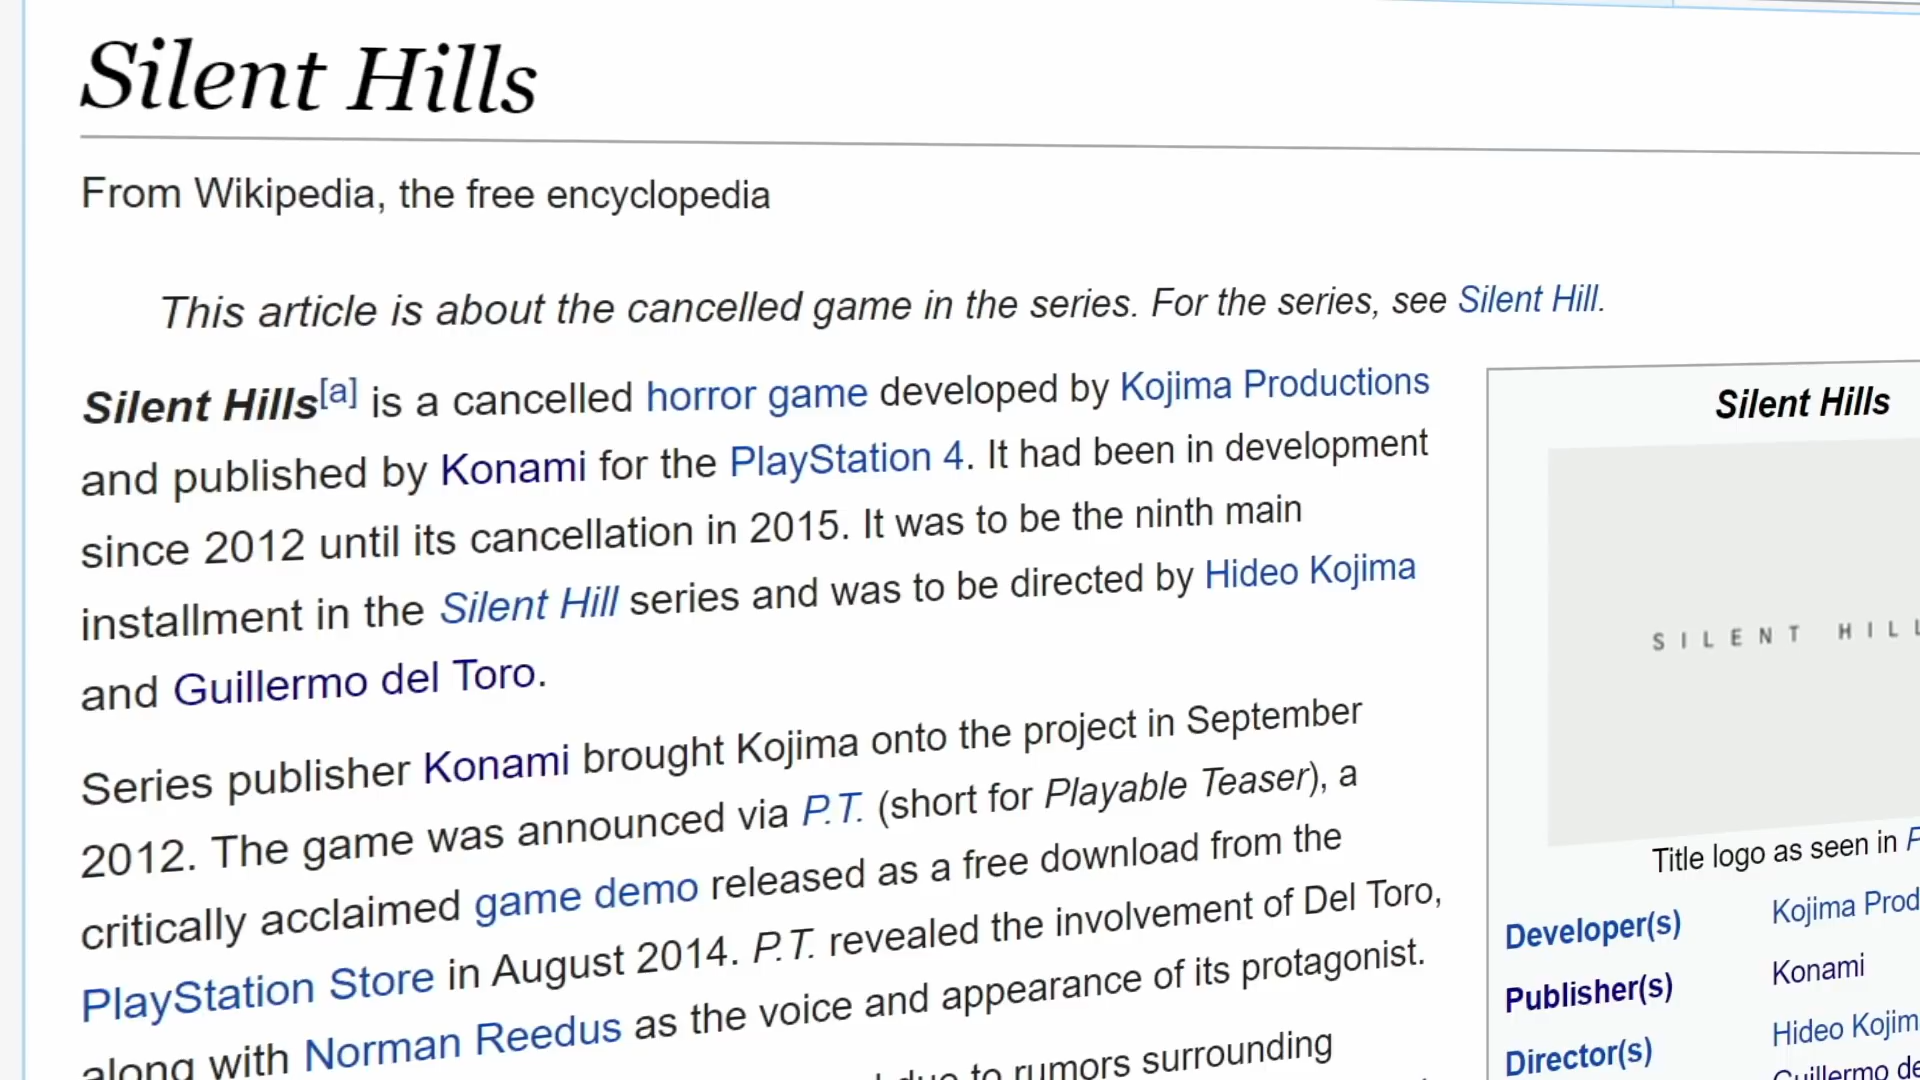 Silent Hills
From Wikipedia, the free encyclopedia
This article is about the cancelled game in the series. For the series, see Silent Hill.
Silent Hills[a] is a cancelled horror game developed by Kojima Productions
and published by Konami for the PlayStation 4. It had been in development
since 2012 until its cancellation in 2015. It was to be the ninth main
installment in the Silent Hill series and was to be directed by Hideo Kojima
and Guillermo del Toro.
Series publisher Konami brought Kojima onto the project in September
2012. The game was announced via P.T. (short for Playable Teaser), a
critically acclaimed game demo released as a free download from the
PlayStation Store in August 2014. P.T. revealed the involvement of Del Toro,
along with Norman Reedus as the voice and appearance of its protagonist.
due to rumors surrounding
Silent Hills
SILENT HILL
Title logo as seen in P
Developer(s) Kojima Prod
Publisher(s) Konami
Director(s) Hideo Kojim
Guillermo de